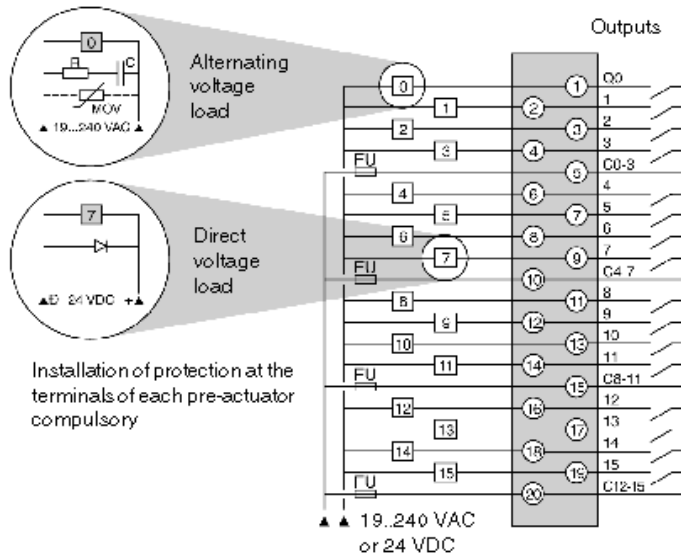 Outputs
0
R
C
MOV
▲ 19...240 VAC ▲
Alternating
voltage
load
7
▲Đ 24 VDC +▲
Direct
voltage
load
Installation of protection at the
terminals of each pre-actuator
compulsory
0 1 Q0
1 2 1
2 3 2
3 4 3
FU 5 C0-3
4 6 4
5 7 5
6 8 6
7 9 7
FU 10 C4-7
8 11 8
9 12 9
10 13 10
11 14 11
FU 15 C8-11
12 16 12
13 17 13
14 18 14
15 19 15
FU 20 C12-15
▲ ▲ 19..240 VAC
or 24 VDC